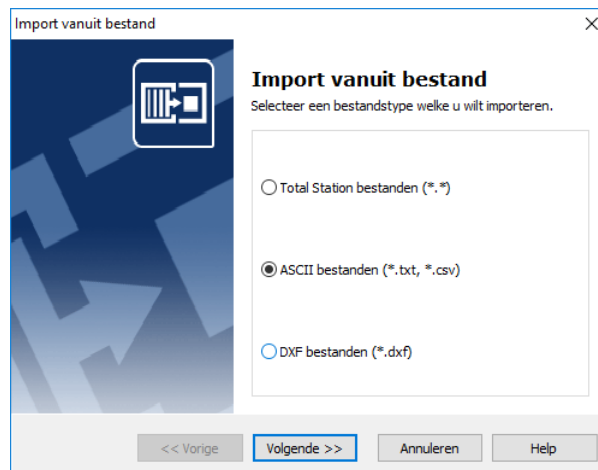 Import vanuit bestand
Import vanuit bestand
Selecteer een bestandstype welke u wilt importeren.
Total Station bestanden (*.*)
ASCII bestanden (*.txt, *.csv)
DXF bestanden (*.dxf)
<< Vorige
Volgende >>
Annuleren
Help